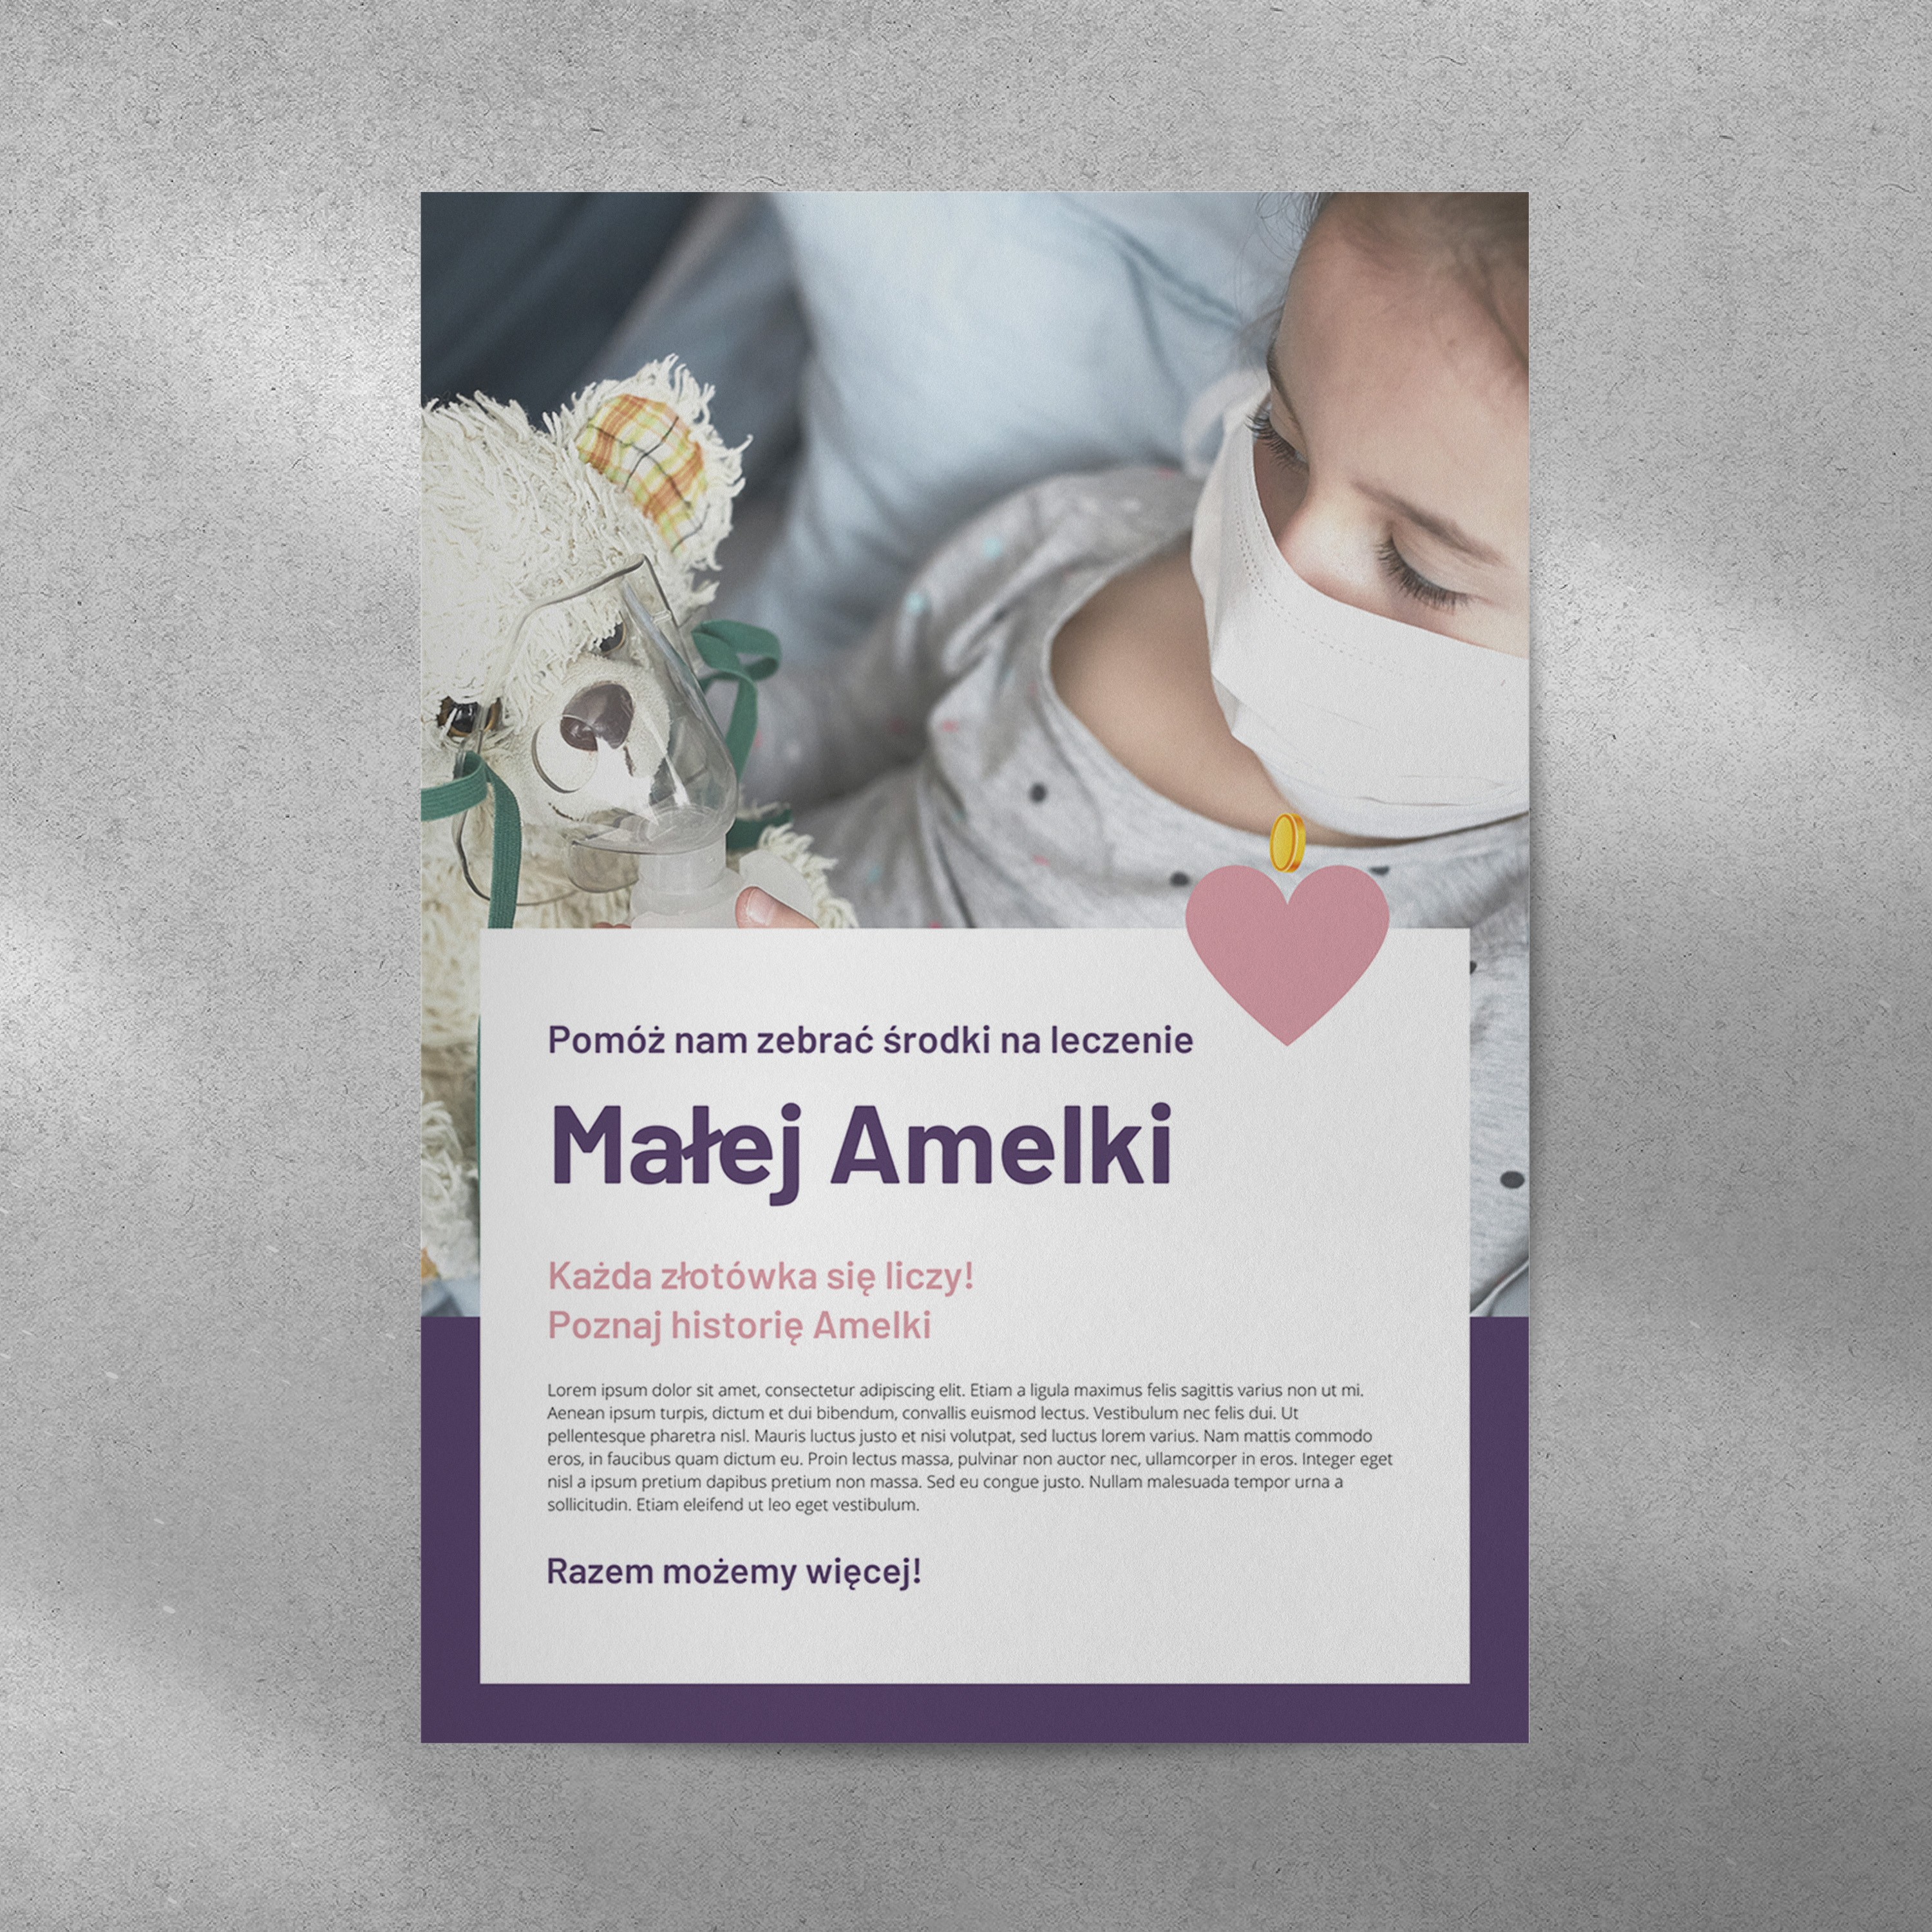 Pomóż nam zebrać środki na leczenie
Małej Amelki
Każda złotówka się liczy!
Poznaj historię Amelki
Lorem ipsum dolor sit amet, consectetur adipiscing elit. Etiam a ligula maximus felis sagittis varius non ut mi.
Aenean ipsum turpis, dictum et dui bibendum, convallis euismod lectus. Vestibulum nec felis dui. Ut
pellentesque pharetra nisl. Mauris luctus justo et nisi volutpat, sed luctus lorem varius. Nam mattis commodo
eros, in faucibus quam dictum eu. Proin lectus massa, pulvinar non auctor nec, ullamcorper in eros. Integer eget
nisl a ipsum pretium dapibus pretium non massa. Sed eu congue justo. Nullam malesuada tempor urna a
sollicitudin. Etiam eleifend ut leo eget vestibulum.
Razem możemy więcej!